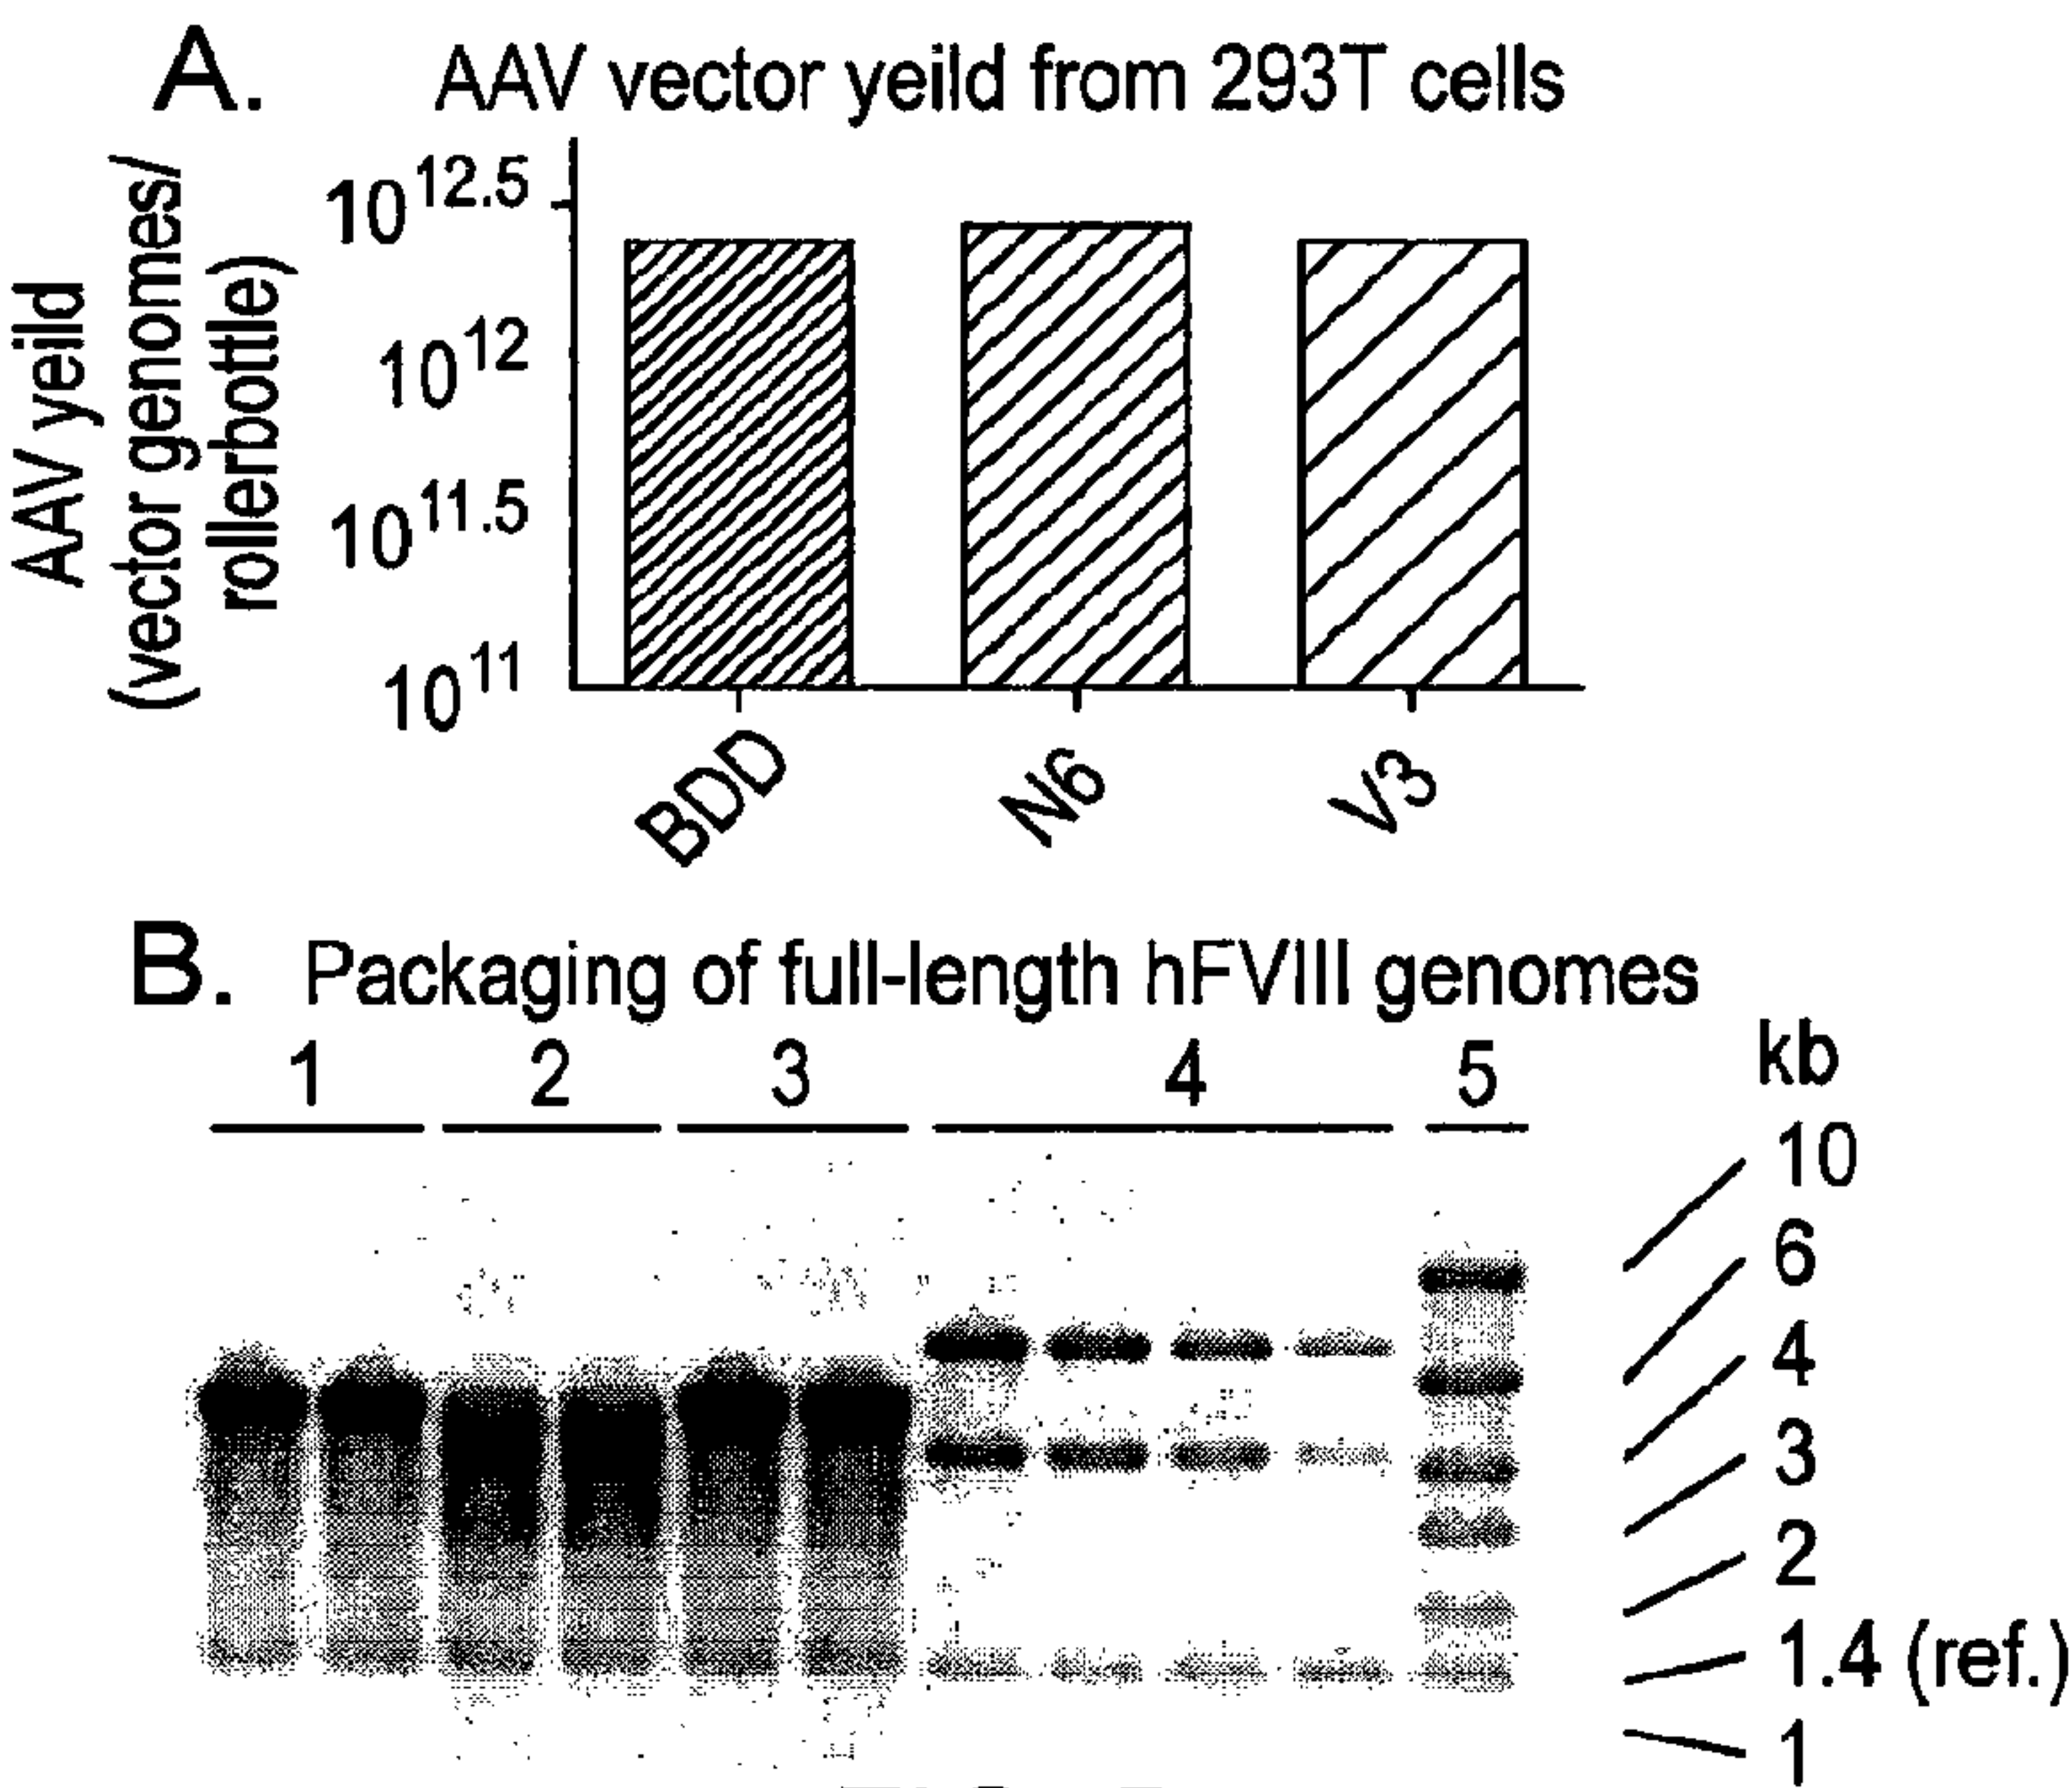 A. AAV vector yeild from 293T cells
AAV yeild
(vector genomes/
rollerbottle)
10^12.5
10^12
10^11.5
10^11
BDD N6 V3
B. Packaging of full-length hFVIII genomes
1 2 3 4 5 kb
10
6
4
3
2
1.4 (ref.)
1